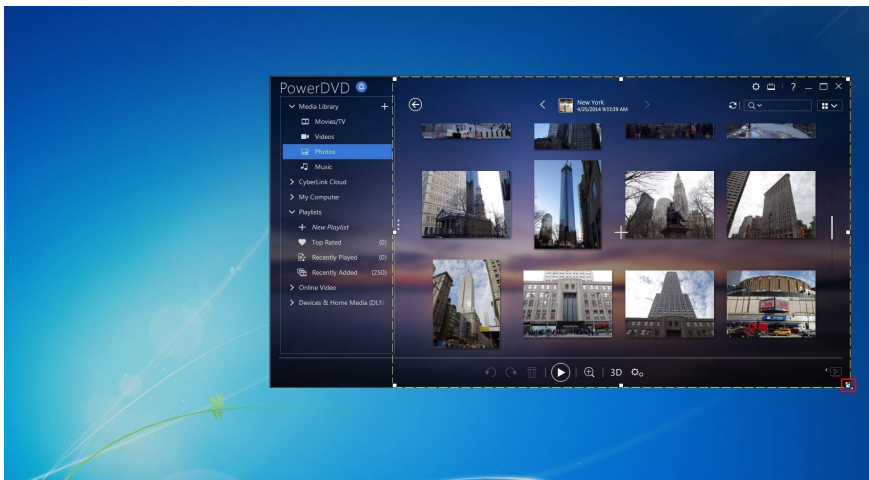 PowerDVD
Media Library
Movies/TV
Videos
Photos
Music
CyberLink Cloud
My Computer
Playlists
New Playlist
Top Rated (0)
Recently Played (0)
Recently Added (250)
Online Video
Devices & Home Media (DLN
New York
4/25/2014 9:33:39 AM
?
3D